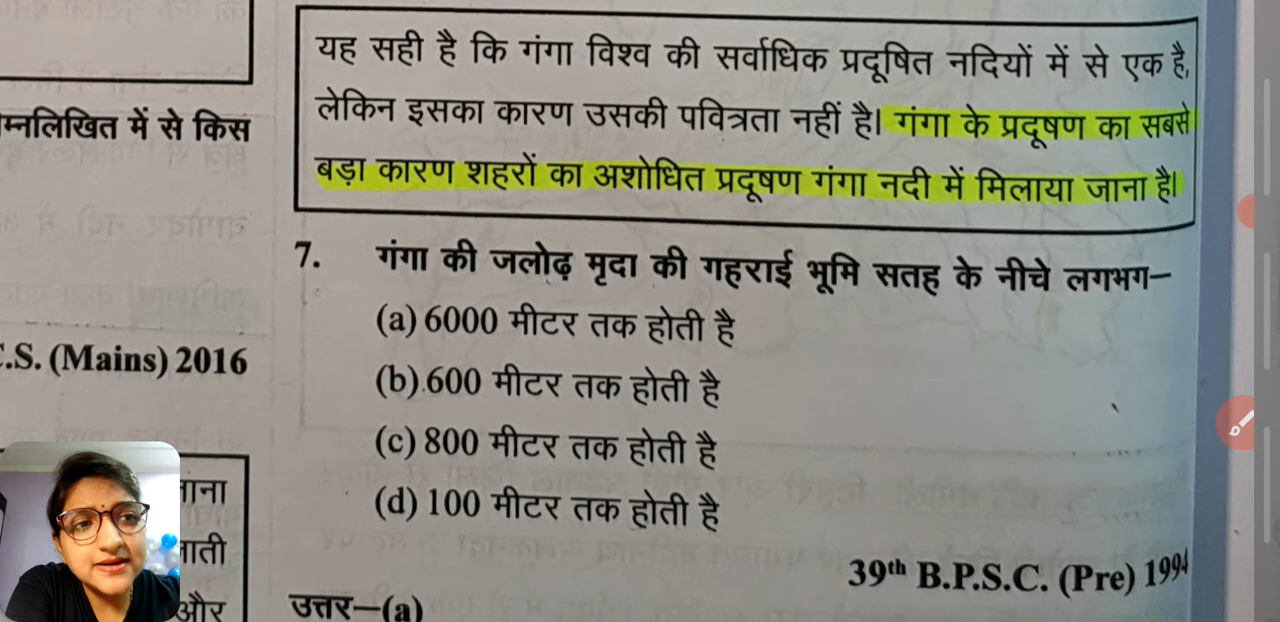 यह सही है कि गंगा विश्व की सर्वाधिक प्रदूषित नदियों में से एक है,
लेकिन इसका कारण उसकी पवित्रता नहीं है। गंगा के प्रदूषण का सबसे
बड़ा कारण शहरों का अशोधित प्रदूषण गंगा नदी में मिलाया जाना है।
म्नलिखित में से किस
7. गंगा की जलोढ़ मृदा की गहराई भूमि सतह के नीचे लगभग–
(a) 6000 मीटर तक होती है
(b) 600 मीटर तक होती है
(c) 800 मीटर तक होती है
(d) 100 मीटर तक होती है
39th B.P.S.C. (Pre) 1994
उत्तर–(a)
.S. (Mains) 2016
ाना
ाती
और